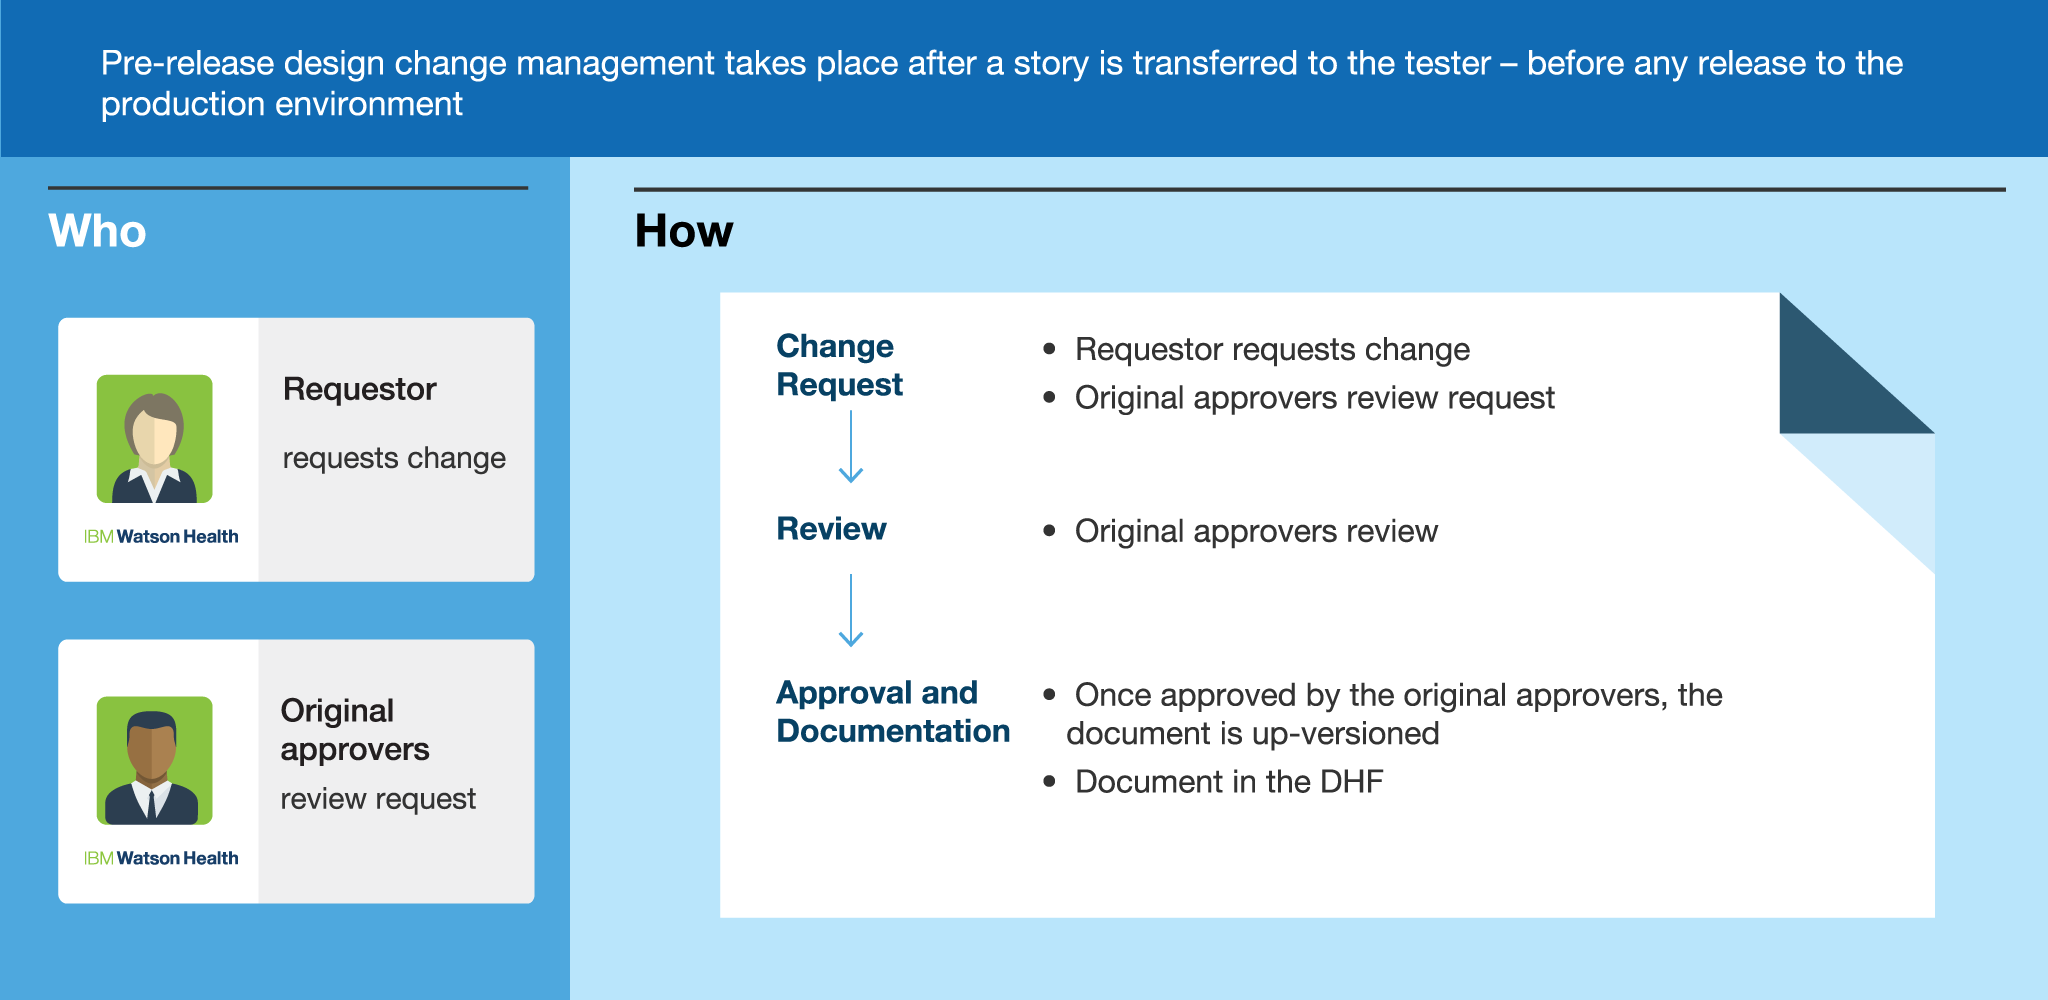 Pre-release design change management takes place after a story is transferred to the tester – before any release to the
production environment
Who
Requestor
requests change
IBM Watson Health
Original
approvers
review request
IBM Watson Health
How
Change
Request
• Requestor requests change
• Original approvers review request
Review
• Original approvers review
Approval and
Documentation
• Once approved by the original approvers, the
document is up-versioned
• Document in the DHF